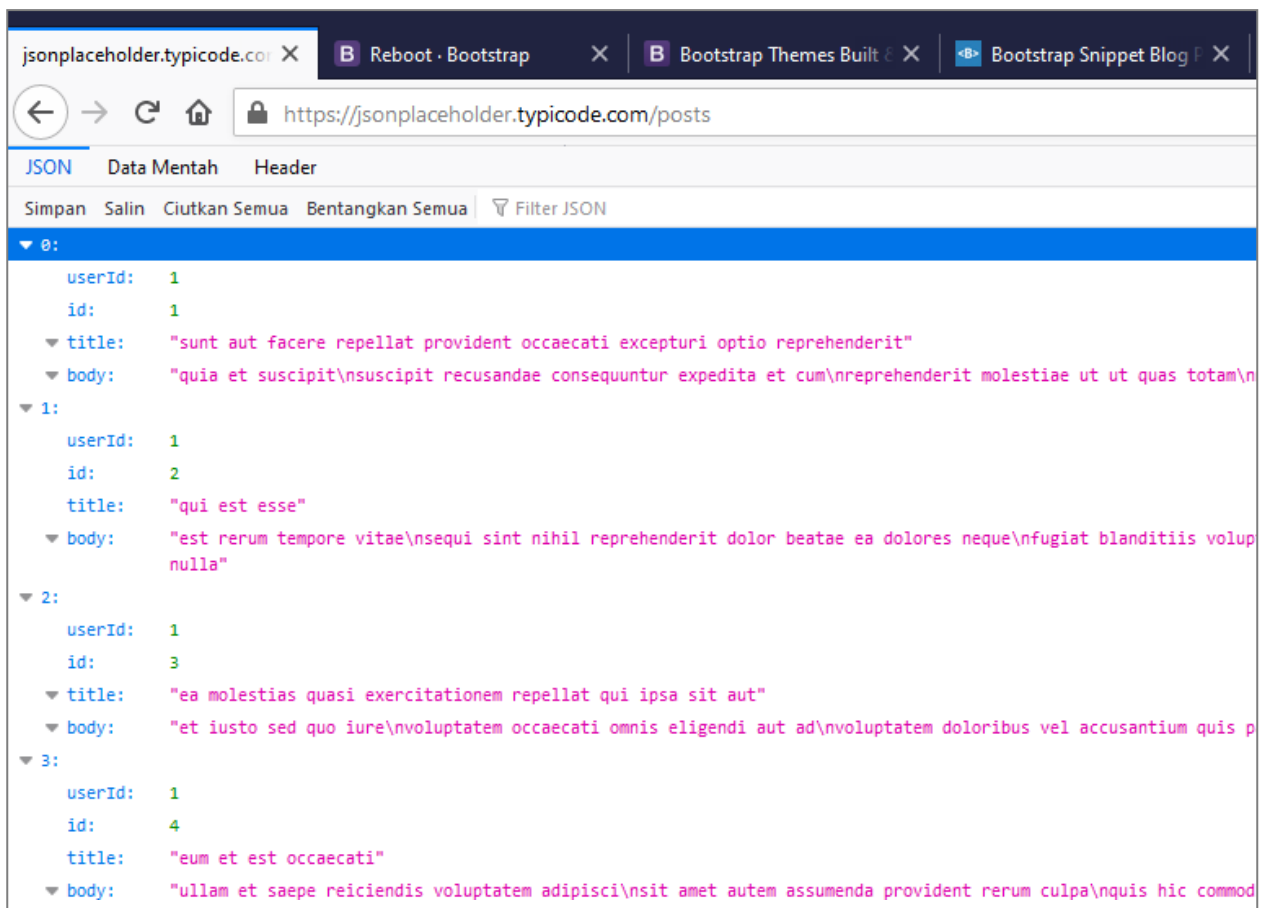 jsonplaceholder.typicode.cor B Reboot · Bootstrap B Bootstrap Themes Built & <B> Bootstrap Snippet Blog P
https://jsonplaceholder.typicode.com/posts
JSON Data Mentah Header
Simpan Salin Ciutkan Semua Bentangkan Semua Filter JSON
0:
userId: 1
id: 1
title: "sunt aut facere repellat provident occaecati excepturi optio reprehenderit"
body: "quia et suscipit\nsuscipit recusandae consequuntur expedita et cum\nreprehenderit molestiae ut ut quas totam\n
1:
userId: 1
id: 2
title: "qui est esse"
body: "est rerum tempore vitae\nsequi sint nihil reprehenderit dolor beatae ea dolores neque\nfugiat blanditiis volup
nulla"
2:
userId: 1
id: 3
title: "ea molestias quasi exercitationem repellat qui ipsa sit aut"
body: "et iusto sed quo iure\nvoluptatem occaecati omnis eligendi aut ad\nvoluptatem doloribus vel accusantium quis p
3:
userId: 1
id: 4
title: "eum et est occaecati"
body: "ullam et saepe reiciendis voluptatem adipisci\nsit amet autem assumenda provident rerum culpa\nquis hic commod